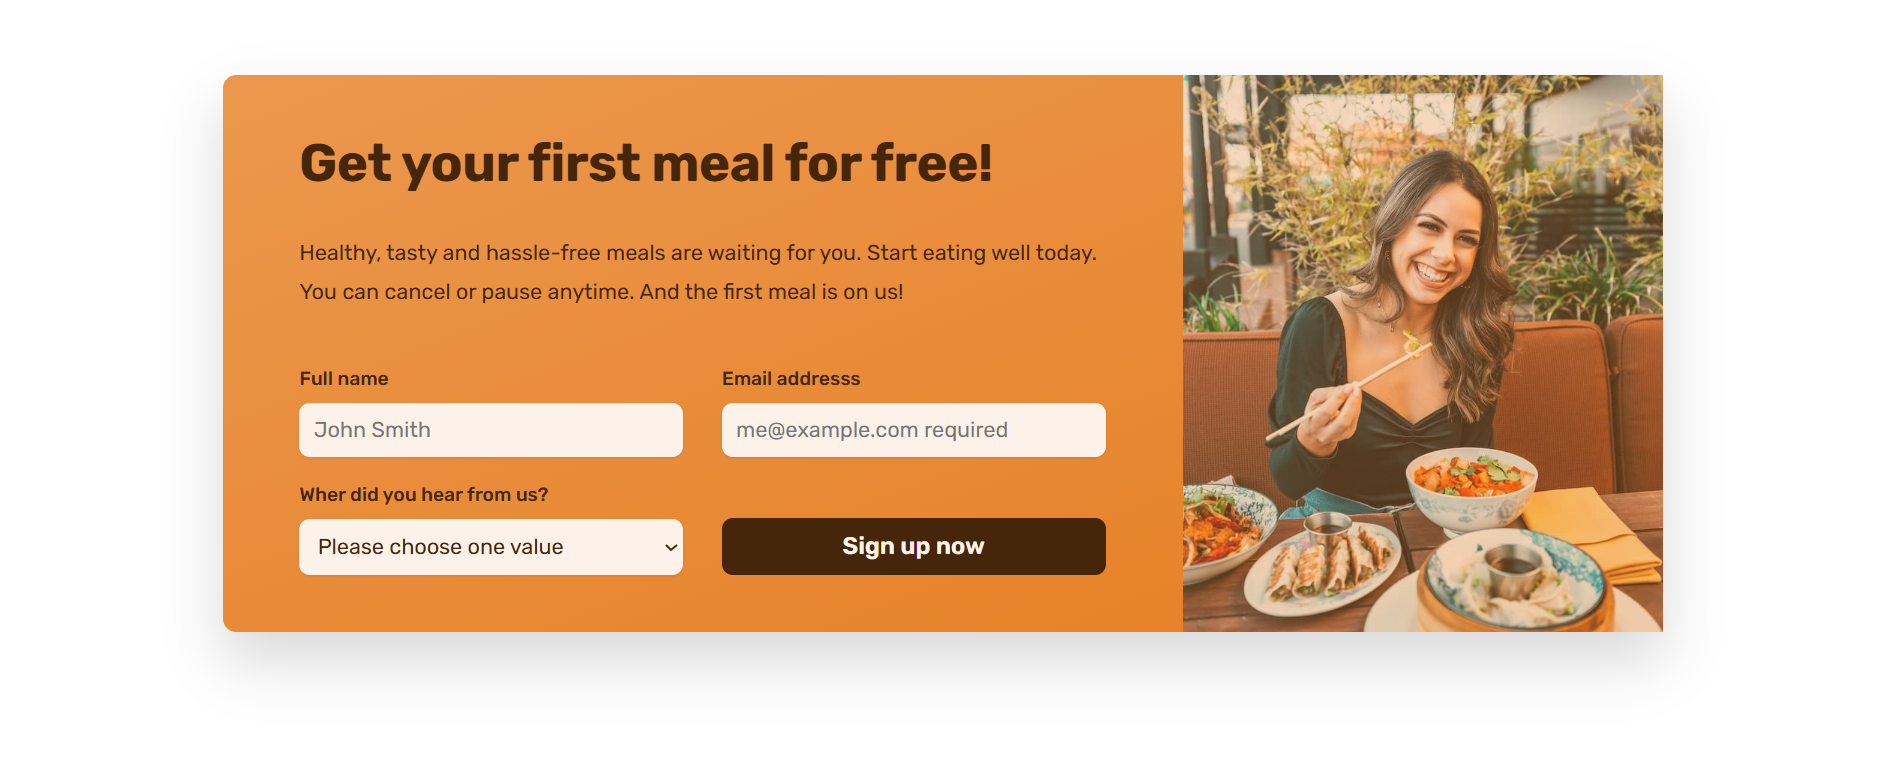 Get your first meal for free!
Healthy, tasty and hassle-free meals are waiting for you. Start eating well today.
You can cancel or pause anytime. And the first meal is on us!
Full name
Email addresss
John Smith
me@example.com required
Wher did you hear from us?
Please choose one value
Sign up now